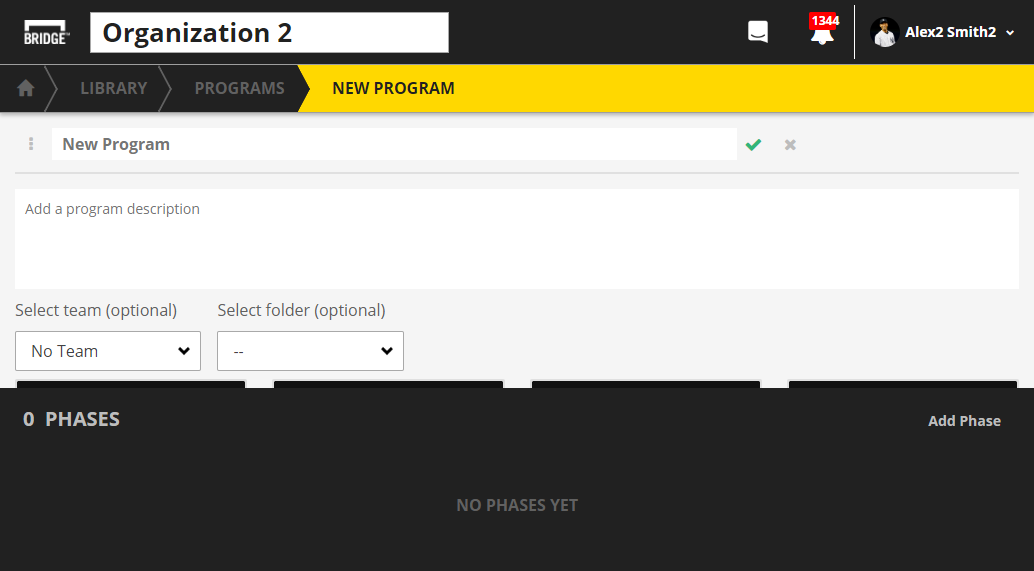 BRIDGE™
Organization 2
1344
Alex2 Smith2
LIBRARY
PROGRAMS
NEW PROGRAM
New Program
Add a program description
Select team (optional)
Select folder (optional)
No Team
--
0 PHASES
Add Phase
NO PHASES YET